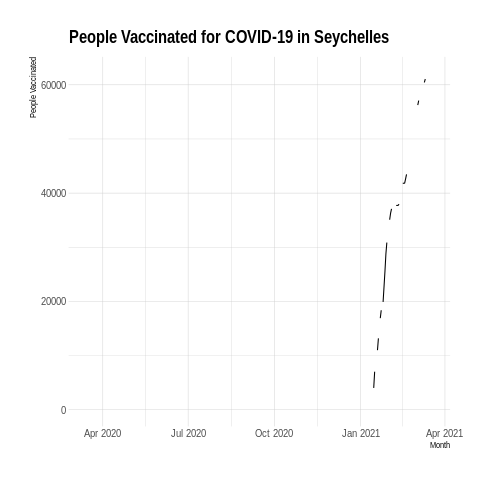 People Vaccinated for COVID-19 in Seychelles
People Vaccinated
60000
40000
20000
0
Apr 2020
Jul 2020
Oct 2020
Jan 2021
Apr 2021
Month